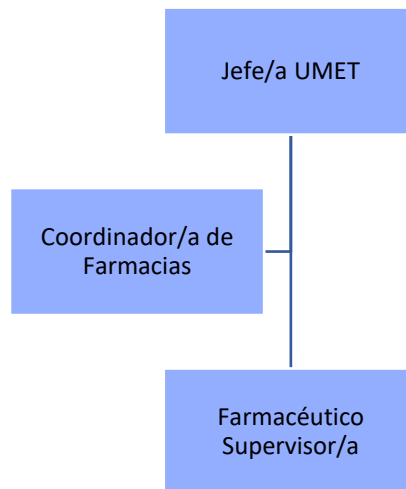 Jefe/a UMET
Coordinador/a de
Farmacias
Farmacéutico
Supervisor/a